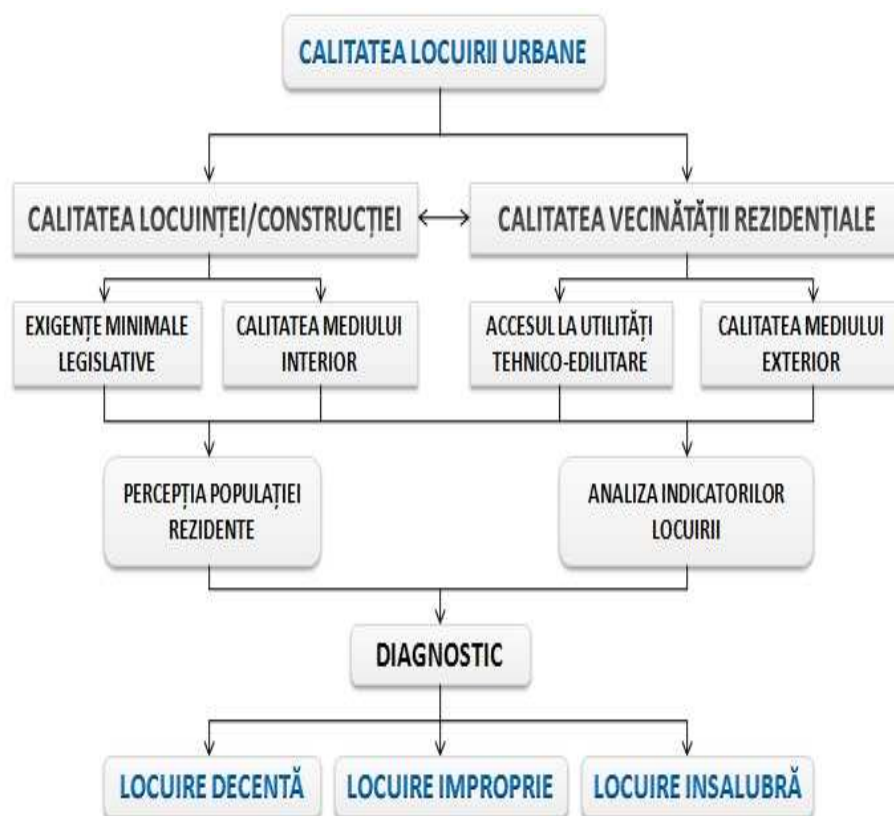 CALITATEA LOCUIRII URBANE
CALITATEA LOCUINȚEI/CONSTRUCȚIEI
CALITATEA VECINĂTĂȚII REZIDENȚIALE
EXIGENȚE MINIMALE
LEGISLATIVE
CALITATEA MEDIULUI
INTERIOR
ACCESUL LA UTILITĂȚI
TEHNICO-EDILITARE
CALITATEA MEDIULUI
EXTERIOR
PERCEPȚIA POPULAȚIEI
REZIDENTE
ANALIZA INDICATORILOR
LOCUIRII
DIAGNOSTIC
LOCUIRE DECENTĂ
LOCUIRE IMPROPRIE
LOCUIRE INSALUBRĂ